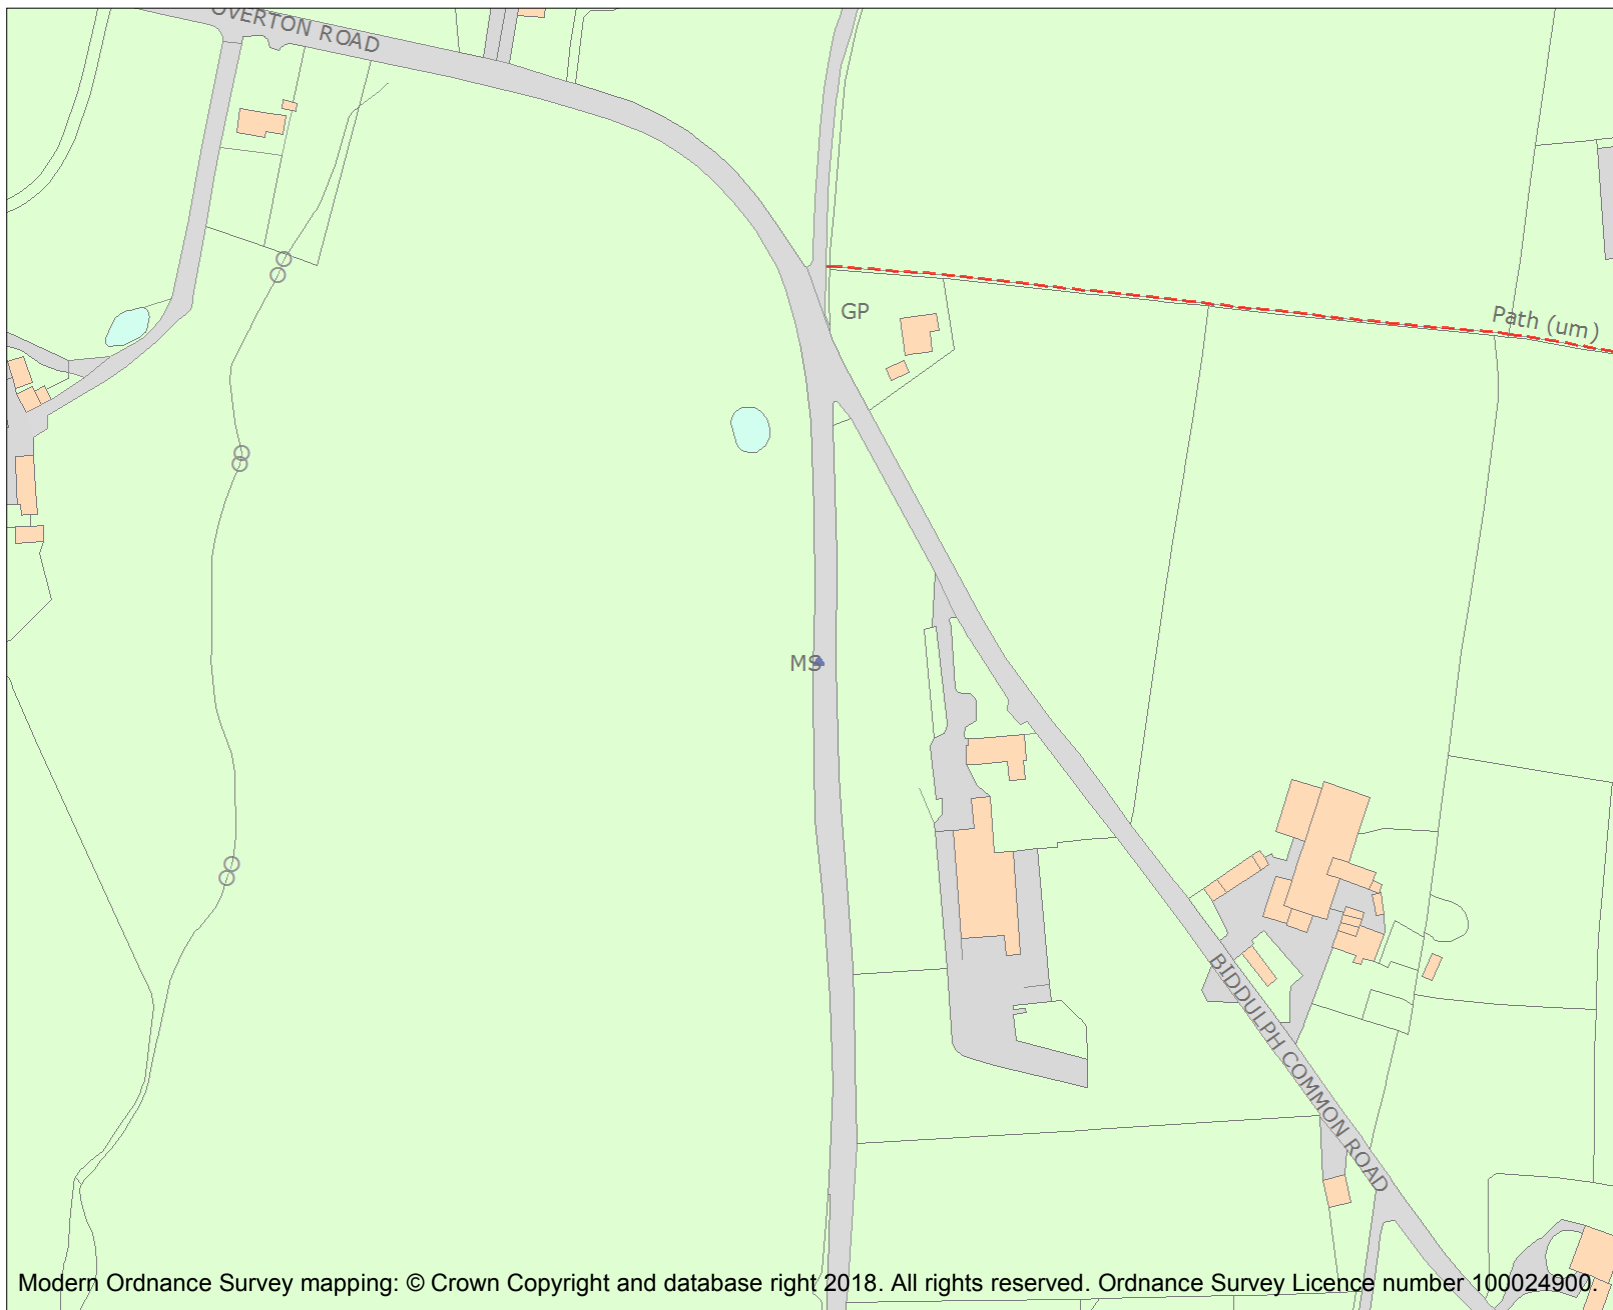 OVERTON ROAD
GP
Path (um)
MS
BIDDULPH COMMON ROAD
Modern Ordnance Survey mapping: © Crown Copyright and database right 2018. All rights reserved. Ordnance Survey Licence number 100024900.